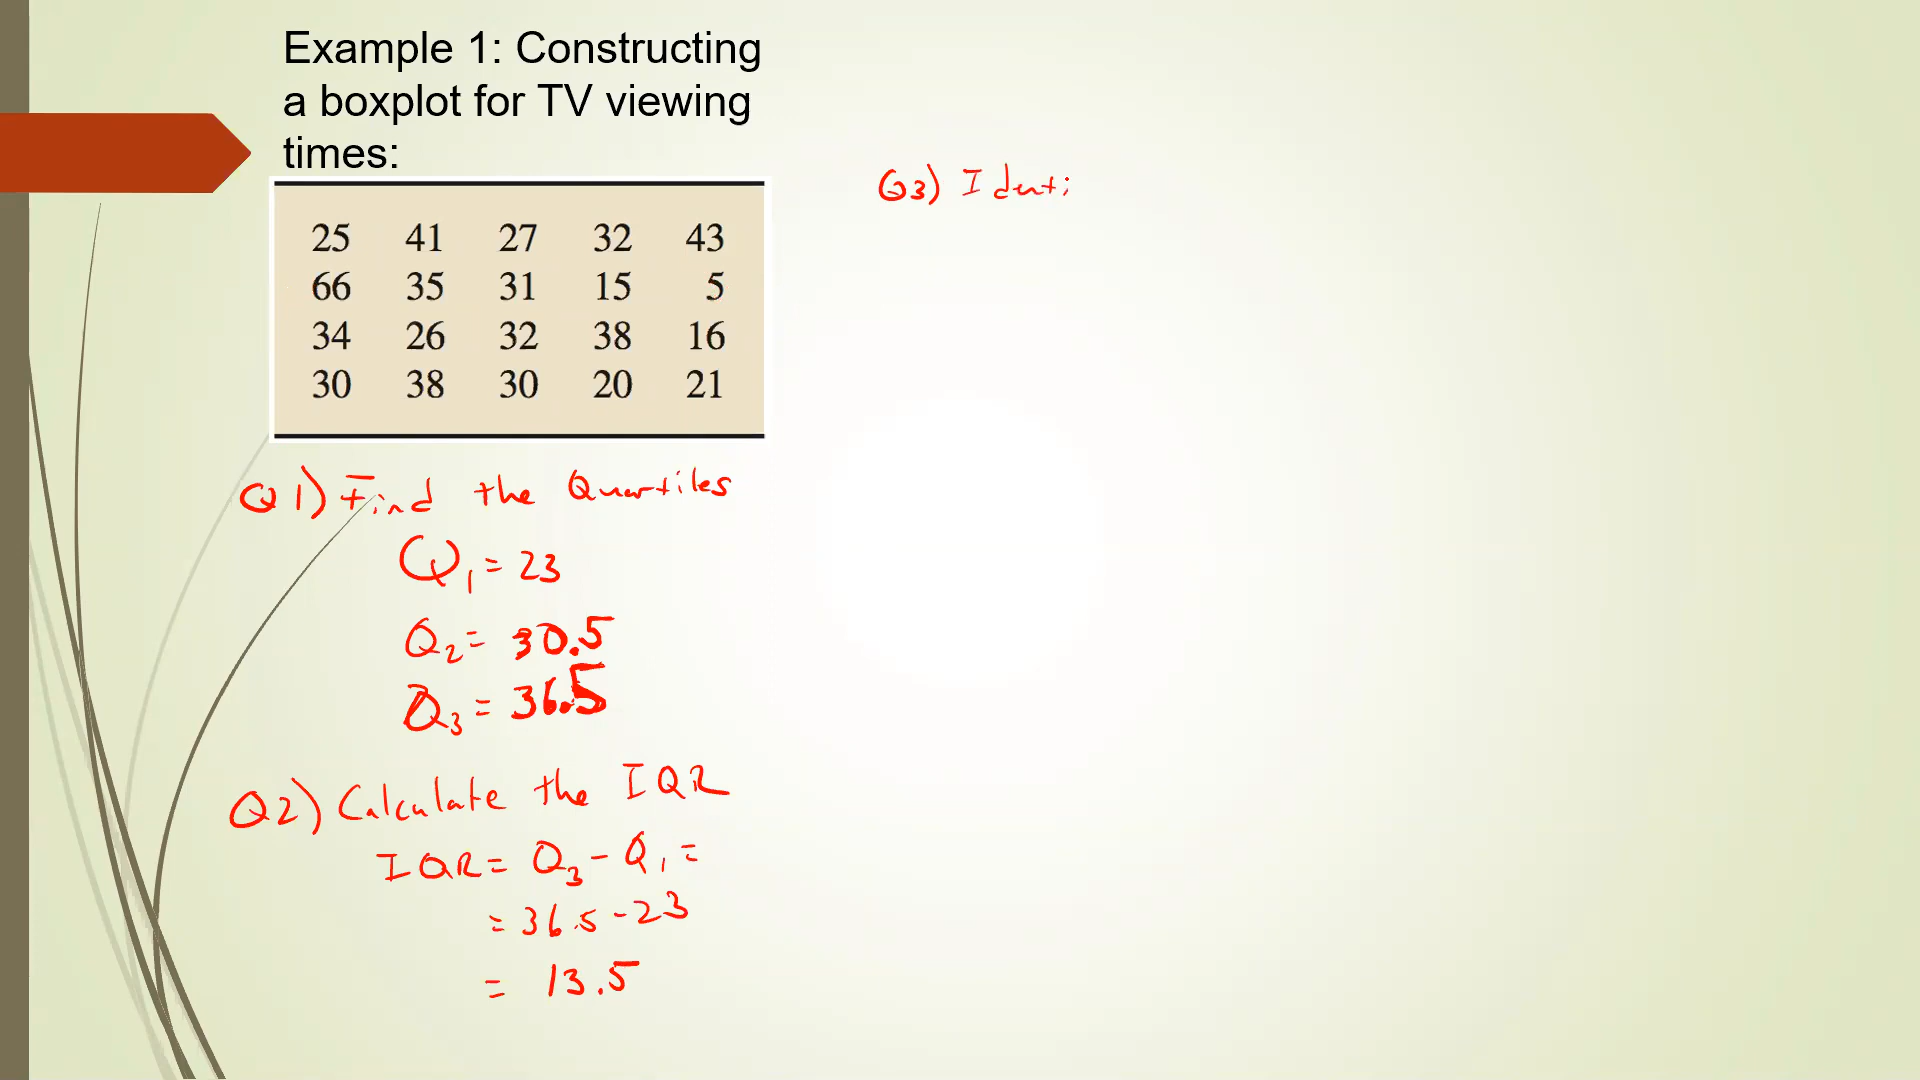 Example 1: Constructing
a boxplot for TV viewing
times:
25 41 27 32 43
66 35 31 15 5
34 26 32 38 16
30 38 30 20 21
Q1) Find the Quartiles
Q₁ = 23
Q₂ = 30.5
Q₃ = 36.5
Q2) Calculate the IQR
IQR = Q₃ - Q₁ =
= 36.5 - 23
= 13.5
Q3) Identi